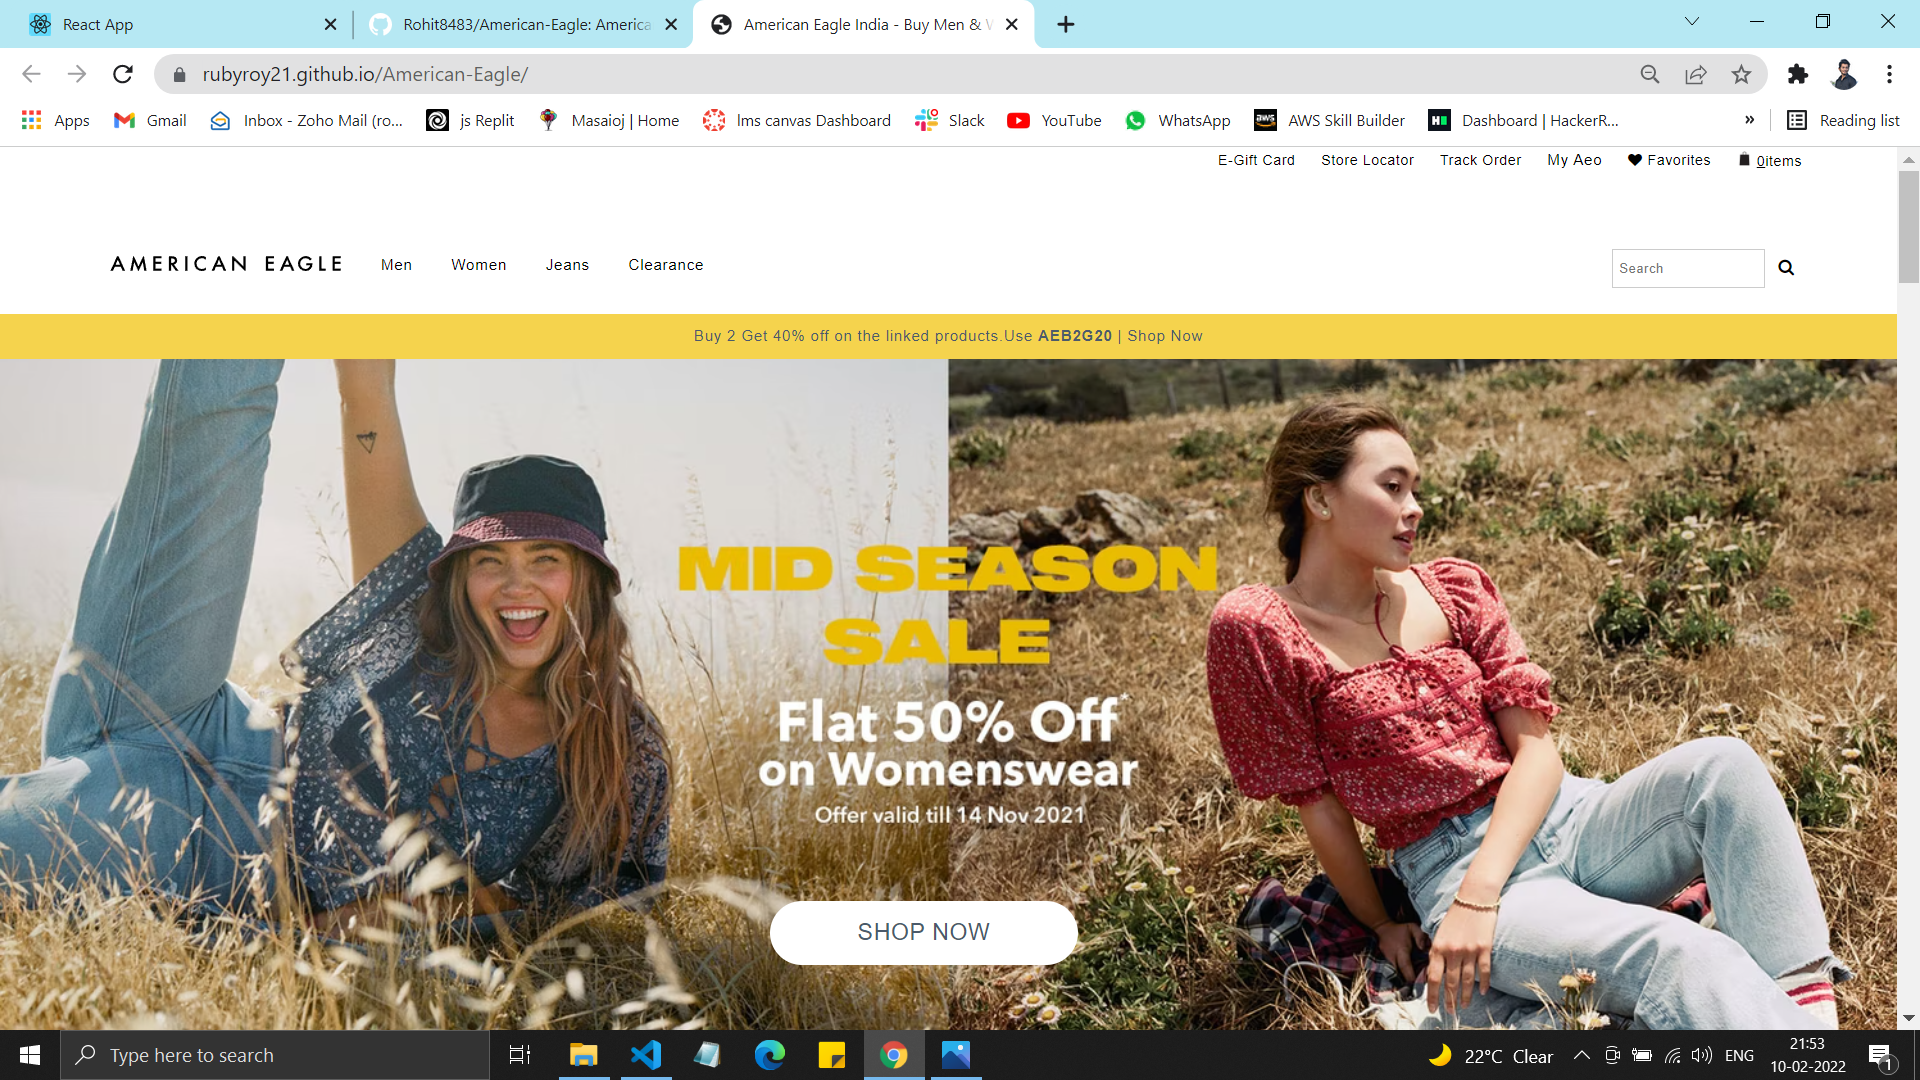 React App
Rohit8483/American-Eagle: America
American Eagle India - Buy Men & W
rubyroy21.github.io/American-Eagle/
Apps
Gmail
Inbox - Zoho Mail (ro...
js Replit
Masaioj | Home
lms canvas Dashboard
Slack
YouTube
WhatsApp
aws
AWS Skill Builder
Dashboard | HackerR...
»
Reading list
E-Gift Card
Store Locator
Track Order
My Aeo
Favorites
0items
AMERICAN EAGLE
Men
Women
Jeans
Clearance
Search
Buy 2 Get 40% off on the linked products.Use AEB2G20 | Shop Now
MID SEASON
SALE
Flat 50% Off*
on Womenswear
Offer valid till 14 Nov 2021
SHOP NOW
Type here to search
22°C Clear
ENG
21:53
10-02-2022
1